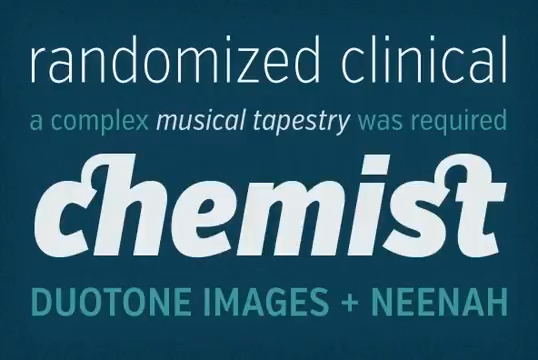 randomized clinical
a complex musical tapestry was required
chemist
DUOTONE IMAGES + NEENAH